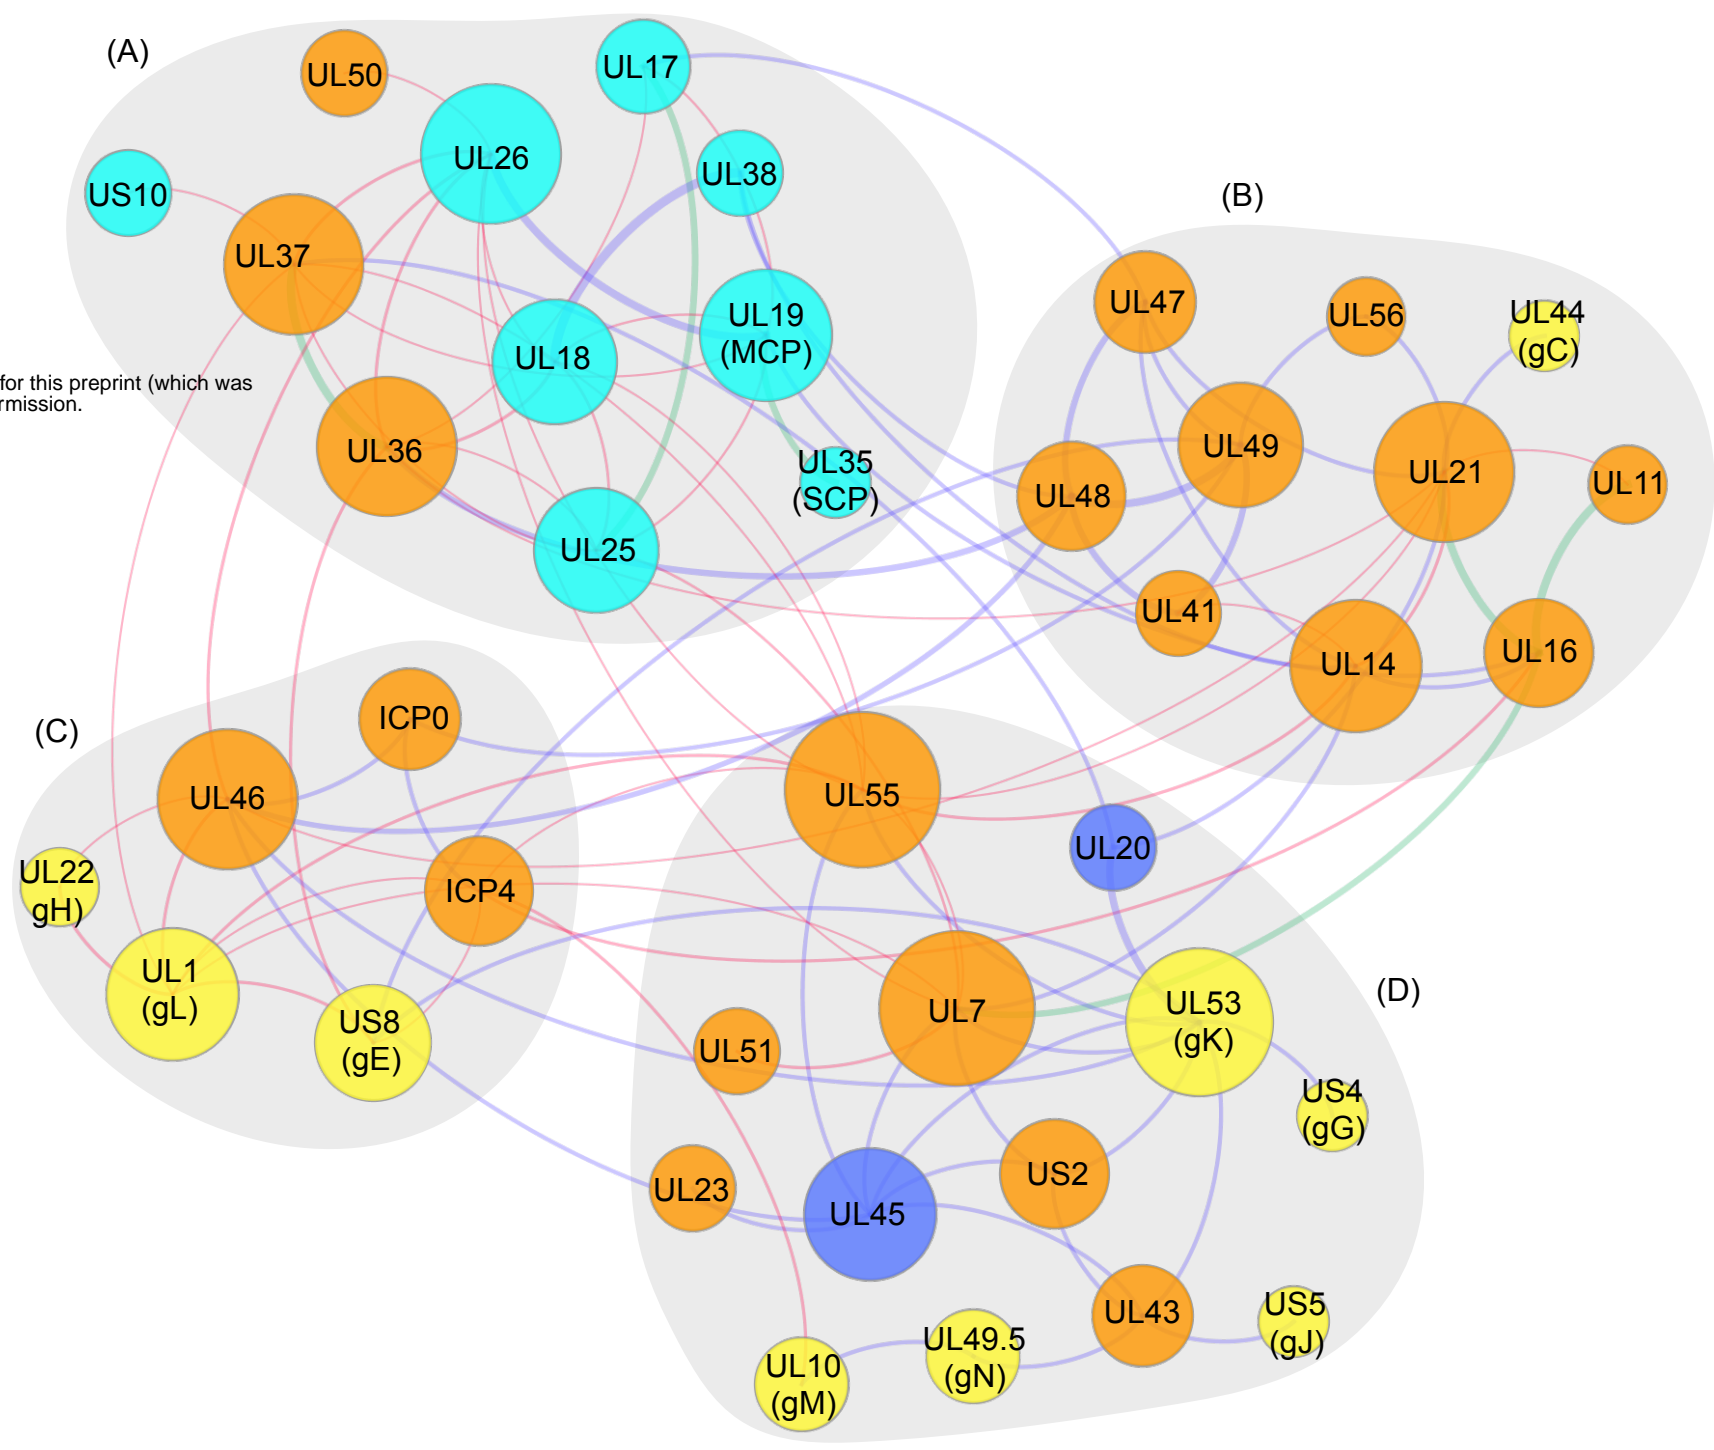 (A)
UL50
UL17
UL26
UL38
US10
UL37
UL19
(MCP)
UL18
for this preprint (which was
rmission.
UL36
UL35
(SCP)
UL25
(B)
UL47
UL56
UL44
(gC)
UL49
UL21
UL11
UL48
UL41
UL14
UL16
(C)
ICP0
UL46
ICP4
UL22
gH)
UL1
(gL)
US8
(gE)
UL55
UL20
(D)
UL7
UL53
(gK)
UL51
US4
(gG)
US2
UL23
UL45
UL43
US5
(gJ)
UL49.5
(gN)
UL10
(gM)